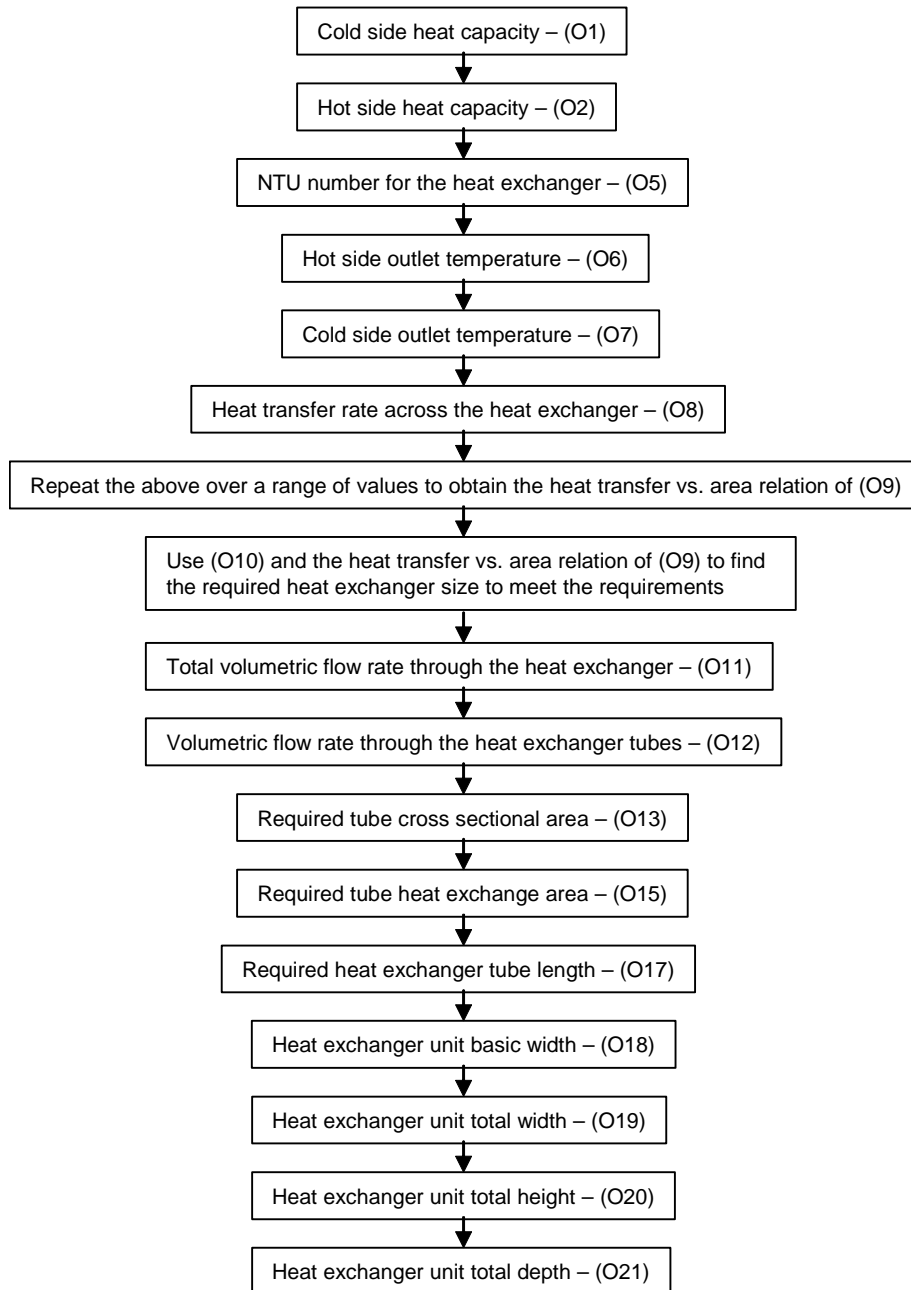 Cold side heat capacity – (O1)
Hot side heat capacity – (O2)
NTU number for the heat exchanger – (O5)
Hot side outlet temperature – (O6)
Cold side outlet temperature – (O7)
Heat transfer rate across the heat exchanger – (O8)
Repeat the above over a range of values to obtain the heat transfer vs. area relation of (O9)
Use (O10) and the heat transfer vs. area relation of (O9) to find
the required heat exchanger size to meet the requirements
Total volumetric flow rate through the heat exchanger – (O11)
Volumetric flow rate through the heat exchanger tubes – (O12)
Required tube cross sectional area – (O13)
Required tube heat exchange area – (O15)
Required heat exchanger tube length – (O17)
Heat exchanger unit basic width – (O18)
Heat exchanger unit total width – (O19)
Heat exchanger unit total height – (O20)
Heat exchanger unit total depth – (O21)